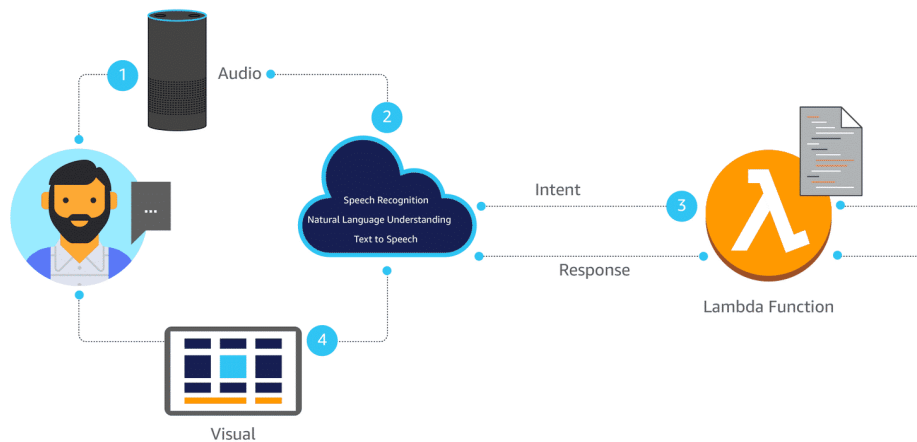 1
Audio
2
...
Speech Recognition
Natural Language Understanding
Text to Speech
Intent
3
Response
Lambda Function
4
Visual